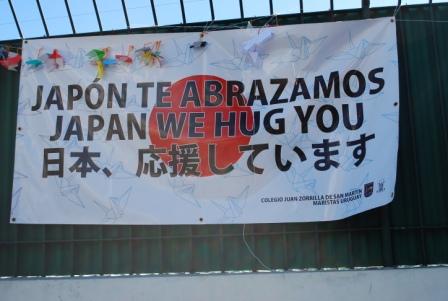 JAPÓN TE ABRAZAMOS
JAPAN WE HUG YOU
日本、応援しています
COLEGIO JUAN ZORRILLA DE SAN MARTIN
MARISTAS URUGUAY